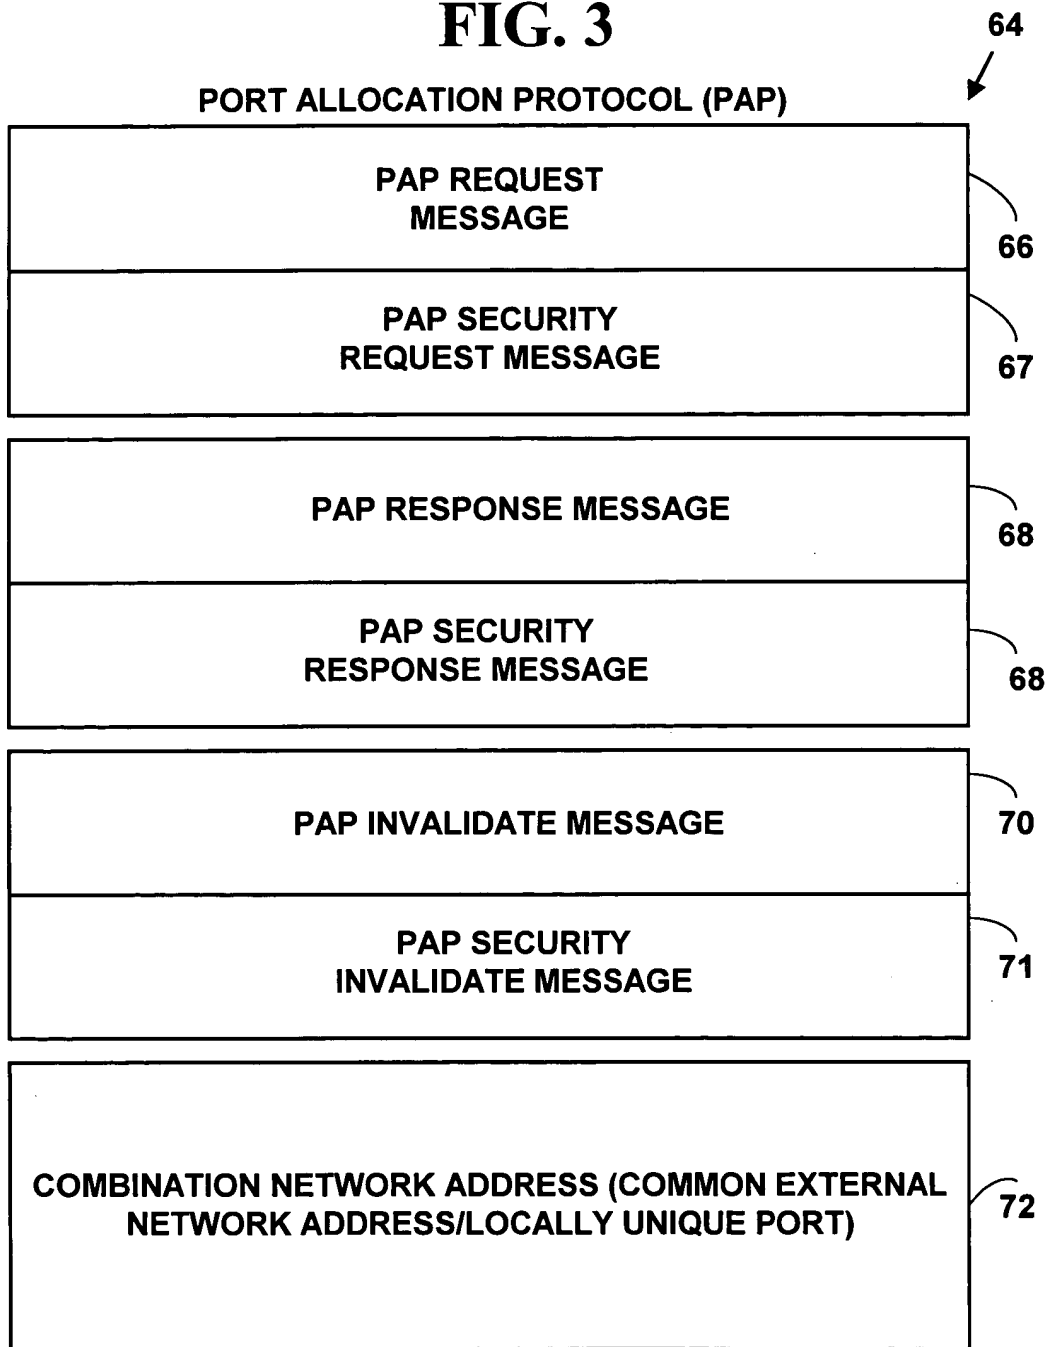 FIG. 3
64
PORT ALLOCATION PROTOCOL (PAP)
PAP REQUEST
MESSAGE
66
PAP SECURITY
REQUEST MESSAGE
67
PAP RESPONSE MESSAGE
68
PAP SECURITY
RESPONSE MESSAGE
68
PAP INVALIDATE MESSAGE
70
PAP SECURITY
INVALIDATE MESSAGE
71
COMBINATION NETWORK ADDRESS (COMMON EXTERNAL
NETWORK ADDRESS/LOCALLY UNIQUE PORT)
72